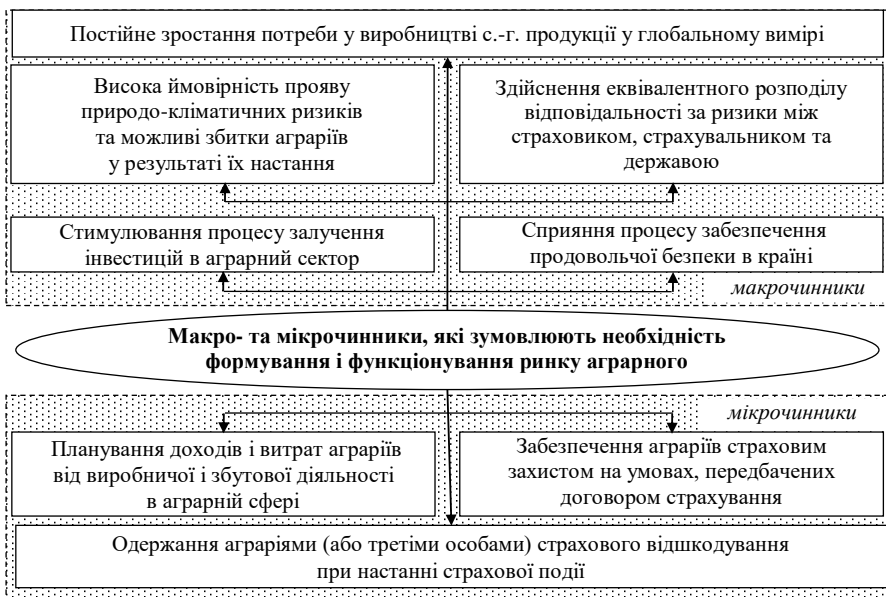 Постійне зростання потреби у виробництві с.-г. продукції у глобальному вимірі
Висока ймовірність прояву
природо-кліматичних ризиків
та можливі збитки аграріїв
у результаті їх настання
Здійснення еквівалентного розподілу
відповідальності за ризики між
страховиком, страхувальником та
державою
Стимулювання процесу залучення
інвестицій в аграрний сектор
Сприяння процесу забезпечення
продовольчої безпеки в країні
макрочинники
Макро- та мікрочинники, які зумовлюють необхідність
формування і функціонування ринку аграрного
мікрочинники
Планування доходів і витрат аграріїв
від виробничої і збутової діяльності
в аграрній сфері
Забезпечення аграріїв страховим
захистом на умовах, передбачених
договором страхування
Одержання аграріями (або третіми особами) страхового відшкодування
при настанні страхової події